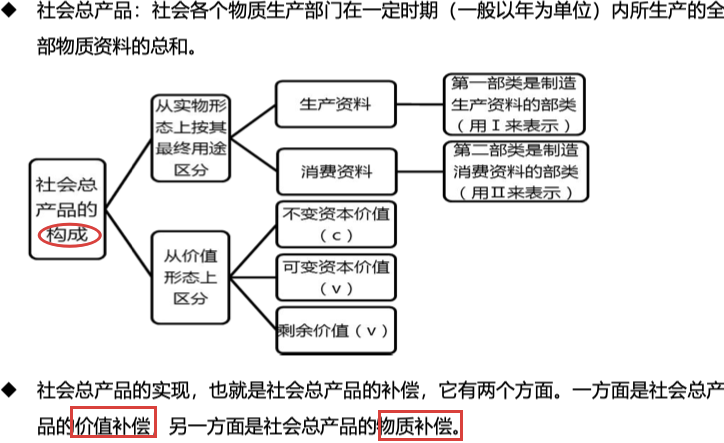 ◆ 社会总产品：社会各个物质生产部门在一定时期（一般以年为单位）内所生产的全
部物质资料的总和。
社会总
产品的
构成
从实物形
态上按其
最终用途
区分
生产资料
第一部类是制造
生产资料的部类
（用Ⅰ来表示）
消费资料
第二部类是制造
消费资料的部类
（用Ⅱ来表示）
从价值
形态上
区分
不变资本价值
（c）
可变资本价值
（v）
剩余价值（v）
◆ 社会总产品的实现，也就是社会总产品的补偿，它有两个方面。一方面是社会总产
品的价值补偿 另一方面是社会总产品的物质补偿。